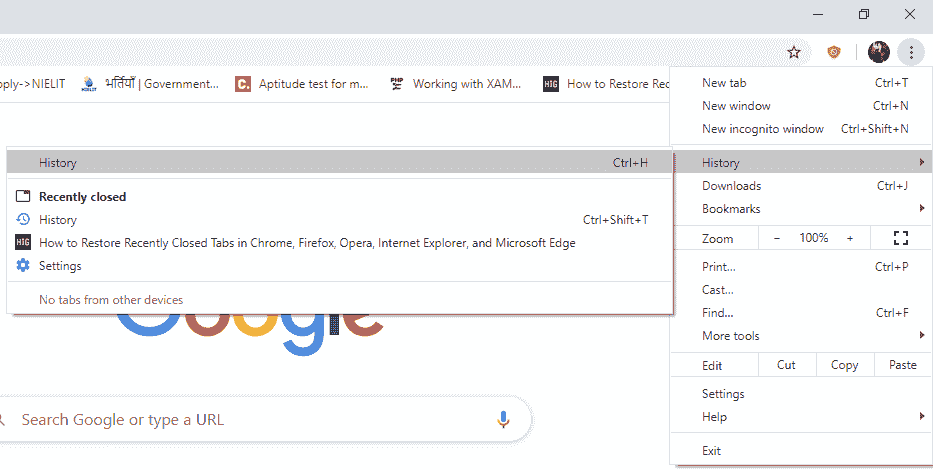 pply->NIELIT भर्तियाँ | Government... C. Aptitude test for m... PHP Working with XAM... H1G How to Restore Rec
New tab Ctrl+T
New window Ctrl+N
New incognito window Ctrl+Shift+N
History Ctrl+H
History
Downloads Ctrl+J
Bookmarks
Recently closed
History Ctrl+Shift+T
H1G How to Restore Recently Closed Tabs in Chrome, Firefox, Opera, Internet Explorer, and Microsoft Edge
Settings
No tabs from other devices
Zoom - 100% +
Print... Ctrl+P
Cast...
Find... Ctrl+F
More tools
Edit Cut Copy Paste
Settings
Help
Exit
Google
Search Google or type a URL